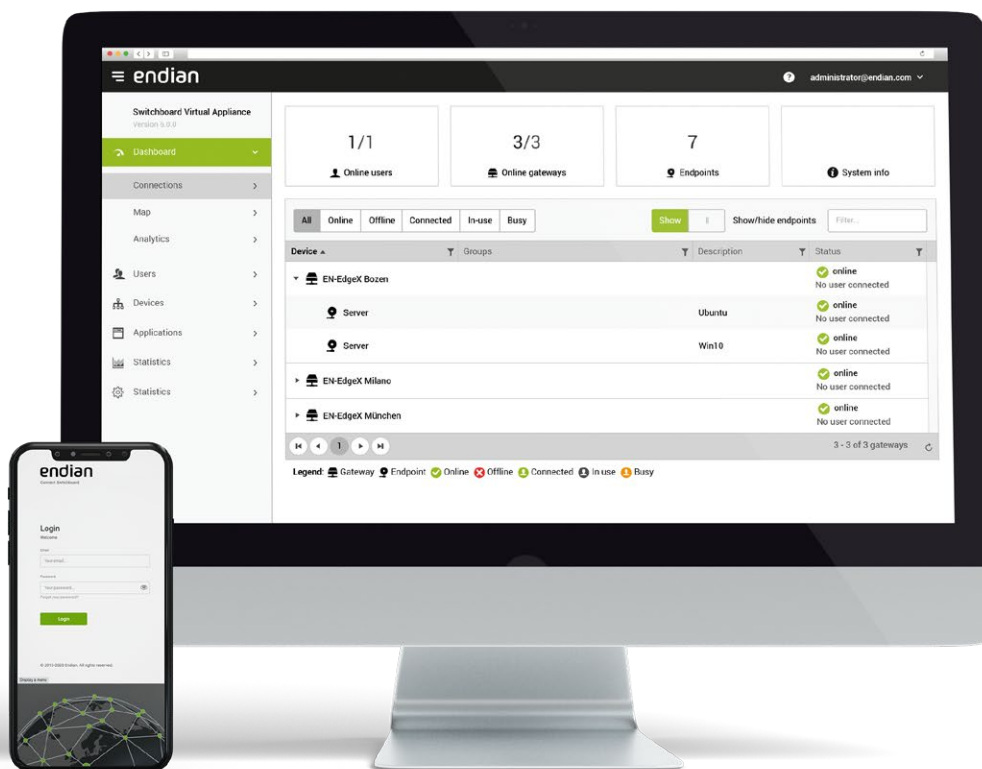 endian
administrator@endian.com
Switchboard Virtual Appliance
Dashboard
Connections
Map
Analytics
Users
Devices
Applications
Statistics
Statistics
1/1
Online users
3/3
Online gateways
7
Endpoints
System info
All Online Offline Connected In-use Busy
Show Show/hide endpoints Filter...
Device Groups Description Status
EN-EdgeX Bozen online
No user connected
Server Ubuntu online
No user connected
Server Win10 online
No user connected
EN-EdgeX Milano online
No user connected
EN-EdgeX München online
No user connected
1 3 - 3 of 3 gateways
Legend: Gateway Endpoint Online Offline Connected In use Busy
endian
Login
Welcome
Email
Password
Login